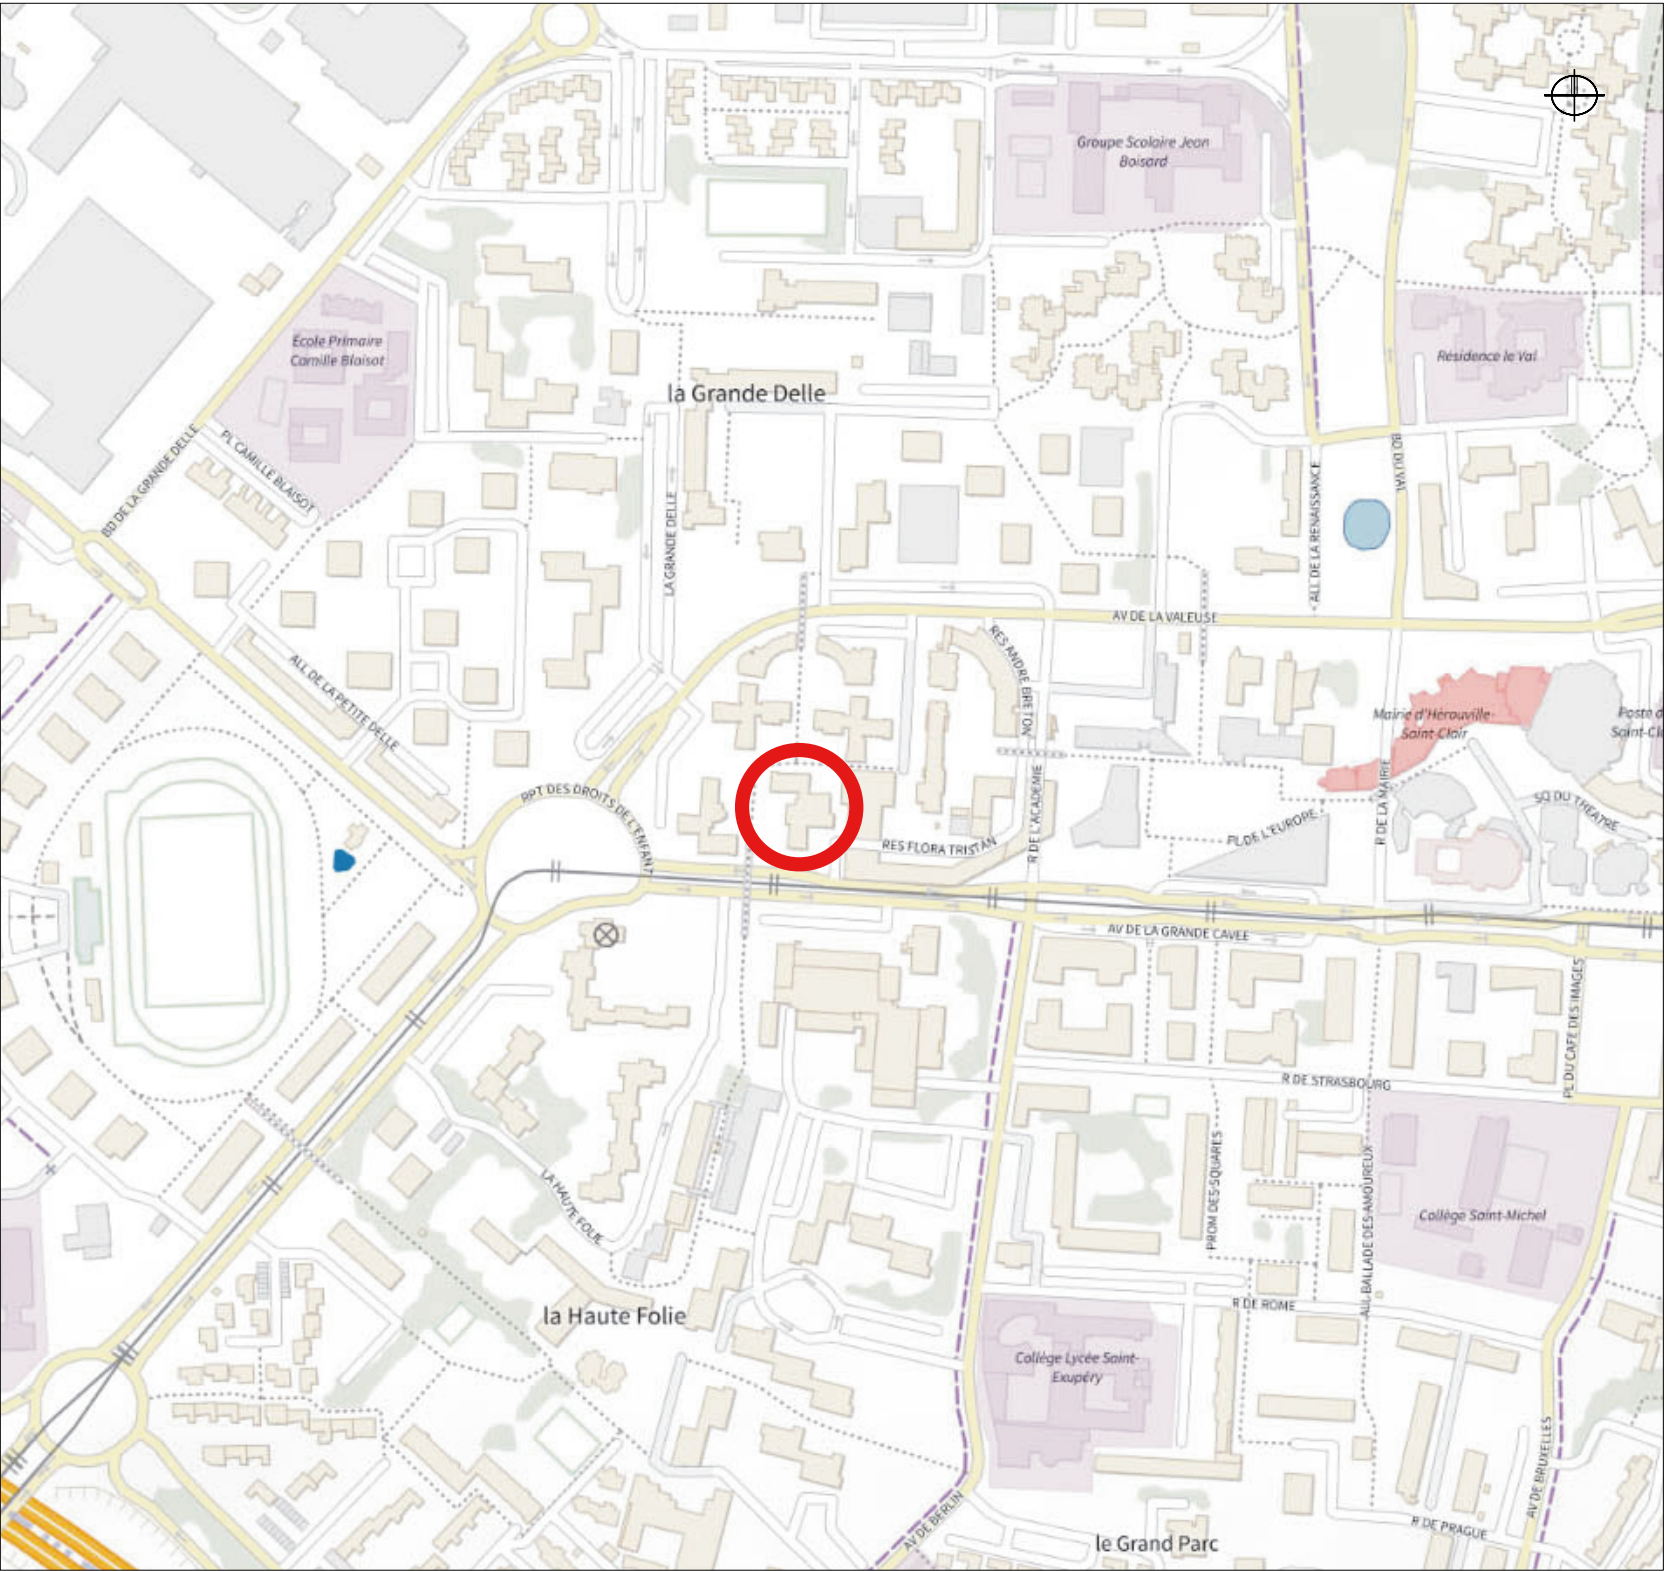 Groupe Scolaire Jean
Boisard
École Primaire
Camille Blaisot
Résidence le Val
la Grande Delle
BD DE LA GRANDE DELLE
PL CAMILLE BLAISOT
LA GRANDE DELLE
ALL DE LA RENAISSANCE
BD DU VAL
AV DE LA VALEUSE
RES ANDRE BRETON
ALL DE LA PETITE DELLE
Mairie d'Hérouville-
Saint-Clair
Poste d
Saint-Cl
RPT DES DROITS DE L'ENFANT
R DE L'ACADEMIE
R DE LA MAIRIE
SQ DU THEATRE
PL DE L'EUROPE
RES FLORA TRISTAN
AV DE LA GRANDE CAVEE
PL DU CAFE DES IMAGES
R DE STRASBOURG
PROM DES SQUARES
ALL BALLADE DES AMOUREUX
Collège Saint-Michel
LA HAUTE FOLIE
la Haute Folie
R DE ROME
Collège Lycée Saint-
Exupéry
AV DE BRUXELLES
AV DE BERLIN
R DE PRAGUE
le Grand Parc